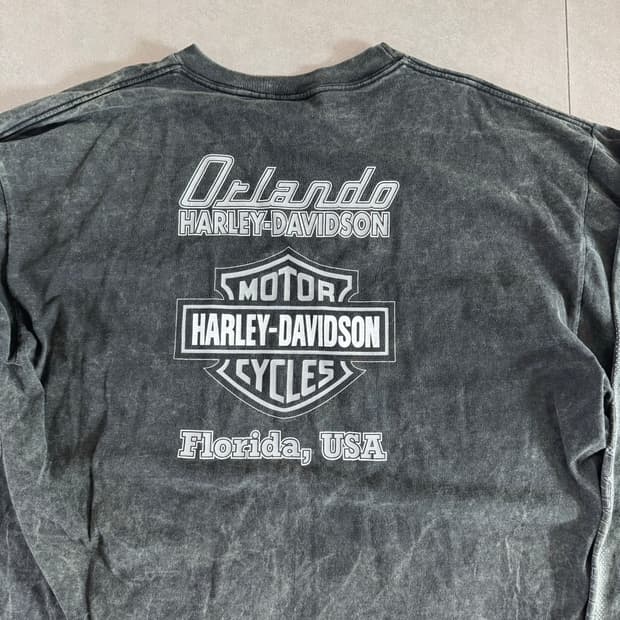 Orlando
HARLEY-DAVIDSON
MOTOR
HARLEY-DAVIDSON
CYCLES
Florida, USA